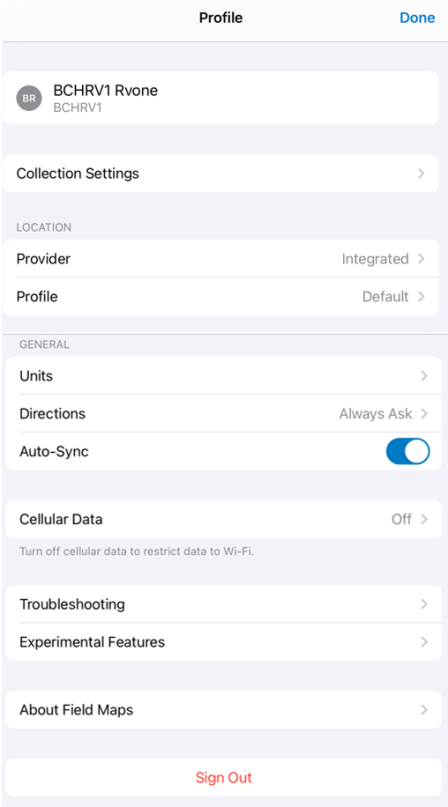 Profile
Done
BR
BCHRV1 Rvone
BCHRV1
Collection Settings
LOCATION
Provider Integrated
Profile Default
GENERAL
Units
Directions Always Ask
Auto-Sync
Cellular Data Off
Turn off cellular data to restrict data to Wi-Fi.
Troubleshooting
Experimental Features
About Field Maps
Sign Out